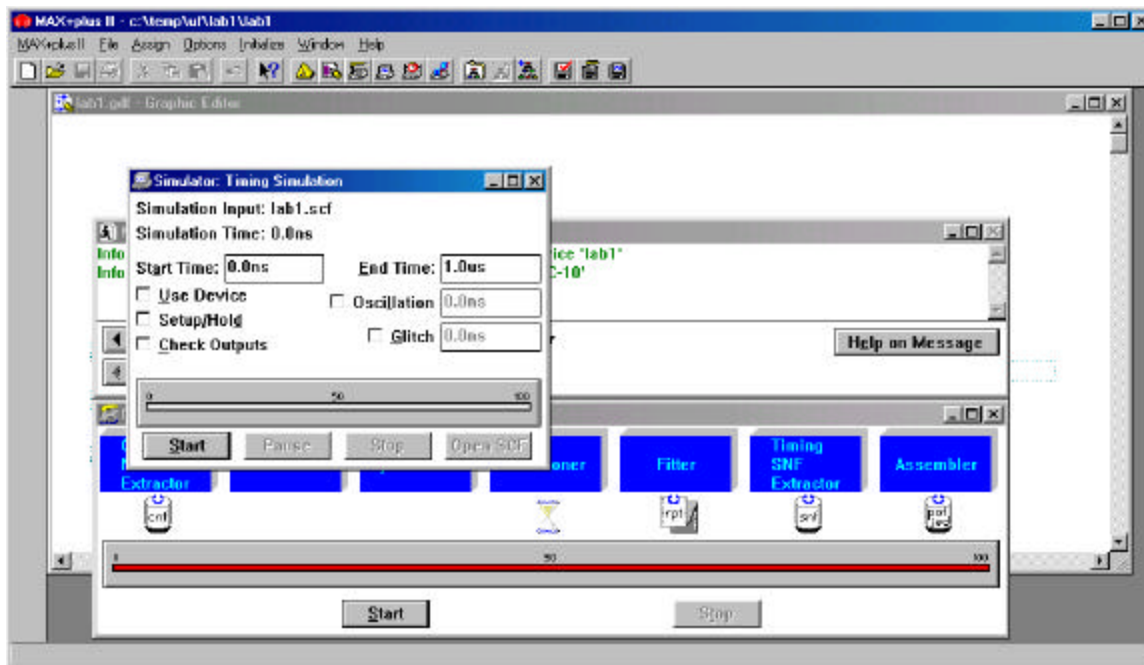 MAX+plus II - c:\temp\uf\lab1\lab1
MAX+plus II File Assign Options Initialize Window Help
lab1.gdf - Graphic Editor
Simulator: Timing Simulation
Simulation Input: lab1.scf
Simulation Time: 0.0ns
Start Time: 0.0ns End Time: 1.0us
Use Device
Oscillation 0.0ns
Setup/Hold
Glitch 0.0ns
Check Outputs
0 50 100
Start Pause Stop Open SCF
Info ice "lab1"
Info C-10'
Help on Message
Extractor
oner
Fitter
Timing
SNF
Extractor
Assembler
cnf
rpt
snf
pof
jed
0 50 100
Start Stop